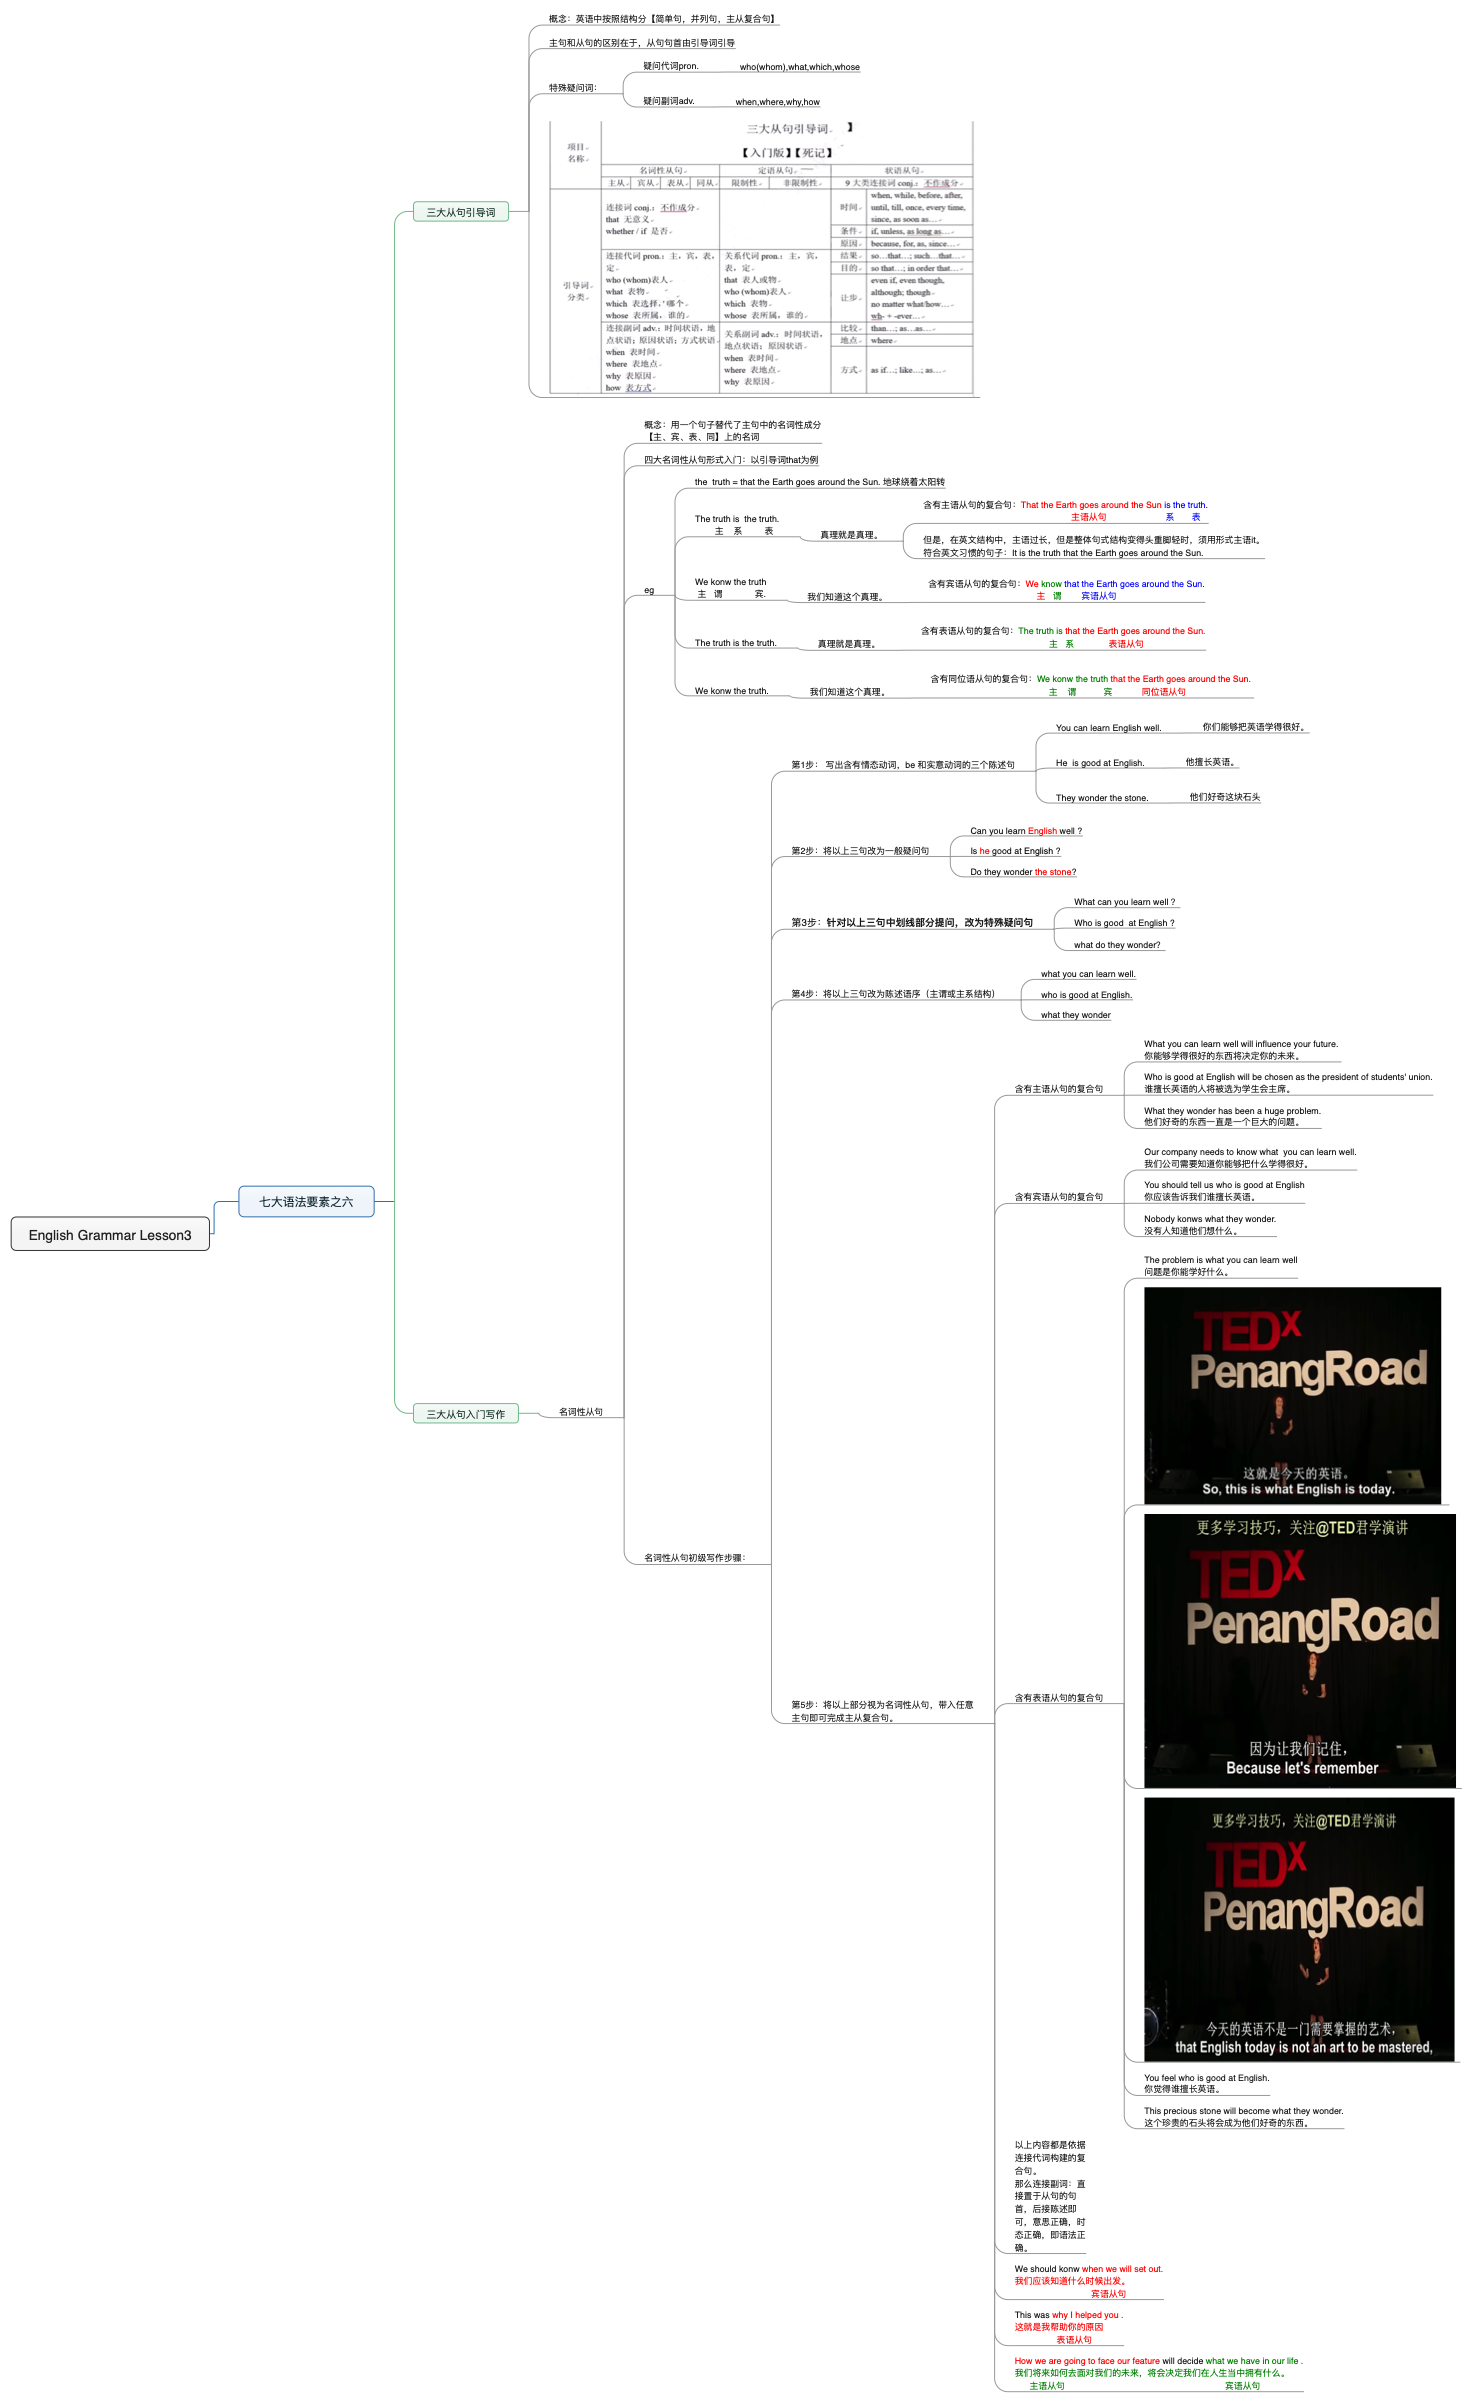 English Grammar Lesson3
七大语法要素之六
三大从句引导词
概念：英语中按照结构分【简单句，并列句，主从复合句】
主句和从句的区别在于，从句句首由引导词引导
特殊疑问词：
疑问代词pron.
who(whom),what,which,whose
疑问副词adv.
when,where,why,how
三大从句引导词 】
【入门版】【死记】
项目
名称
名词性从句 定语从句 状语从句
主从 宾从 表从 同从 限制性 非限制性 9 大类连接词 conj.：不作成分
引导词
分类
连接词 conj.：不作成分
that 无意义
whether / if 是否
连接代词 pron.：主，宾，表，
定
who (whom)表人
what 表物
which 表选择，哪个
whose 表所属，谁的
连接副词 adv.：时间状语，地
点状语；原因状语；方式状语
when 表时间
where 表地点
why 表原因
how 表方式
关系代词 pron.：主，宾，
表，定
that 表人或物
who (whom)表人
which 表物
whose 表所属，谁的
关系副词 adv.：时间状语，
地点状语；原因状语
when 表时间
where 表地点
why 表原因
时间
when, while, before, after,
until, till, once, every time,
since, as soon as…
条件 if, unless, as long as…
原因 because, for, as, since…
结果 so…that…; such…that…
目的 so that…; in order that…
让步
even if, even though,
although; though
no matter what/how…
wh- + -ever…
比较 than…; as…as…
地点 where
方式 as if…; like…; as…
三大从句入门写作
名词性从句
概念：用一个句子替代了主句中的名词性成分
【主、宾、表、同】上的名词
四大名词性从句形式入门：以引导词that为例
eg
the truth = that the Earth goes around the Sun. 地球绕着太阳转
The truth is the truth.
主 系 表
真理就是真理。
含有主语从句的复合句：That the Earth goes around the Sun is the truth.
主语从句 系 表
但是，在英文结构中，主语过长，但是整体句式结构变得头重脚轻时，须用形式主语it。
符合英文习惯的句子：It is the truth that the Earth goes around the Sun.
We konw the truth
主 谓 宾.
我们知道这个真理。
含有宾语从句的复合句：We know that the Earth goes around the Sun.
主 谓 宾语从句
The truth is the truth.
真理就是真理。
含有表语从句的复合句：The truth is that the Earth goes around the Sun.
主 系 表语从句
We konw the truth.
我们知道这个真理。
含有同位语从句的复合句：We konw the truth that the Earth goes around the Sun.
主 谓 宾 同位语从句
名词性从句初级写作步骤：
第1步： 写出含有情态动词，be 和实意动词的三个陈述句
You can learn English well.
你们能够把英语学得很好。
He is good at English.
他擅长英语。
They wonder the stone.
他们好奇这块石头
第2步：将以上三句改为一般疑问句
Can you learn English well ?
Is he good at English ?
Do they wonder the stone?
第3步：针对以上三句中划线部分提问，改为特殊疑问句
What can you learn well ?
Who is good at English ?
what do they wonder?
第4步：将以上三句改为陈述语序（主谓或主系结构）
what you can learn well.
who is good at English.
what they wonder
第5步：将以上部分视为名词性从句，带入任意
主句即可完成主从复合句。
含有主语从句的复合句
What you can learn well will influence your future.
你能够学得很好的东西将决定你的未来。
Who is good at English will be chosen as the president of students' union.
谁擅长英语的人将被选为学生会主席。
What they wonder has been a huge problem.
他们好奇的东西一直是一个巨大的问题。
含有宾语从句的复合句
Our company needs to know what you can learn well.
我们公司需要知道你能够把什么学得很好。
You should tell us who is good at English
你应该告诉我们谁擅长英语。
Nobody konws what they wonder.
没有人知道他们想什么。
含有表语从句的复合句
The problem is what you can learn well
问题是你能学好什么。
TEDx
PenangRoad
这就是今天的英语。
So, this is what English is today.
更多学习技巧，关注@TED君学演讲
TEDx
PenangRoad
因为让我们记住，
Because let's remember
更多学习技巧，关注@TED君学演讲
TEDx
PenangRoad
今天的英语不是一门需要掌握的艺术，
that English today is not an art to be mastered,
You feel who is good at English.
你觉得谁擅长英语。
This precious stone will become what they wonder.
这个珍贵的石头将会成为他们好奇的东西。
以上内容都是依据
连接代词构建的复
合句。
那么连接副词：直
接置于从句的句
首，后接陈述即
可，意思正确，时
态正确，即语法正
确。
We should konw when we will set out.
我们应该知道什么时候出发。
宾语从句
This was why I helped you .
这就是我帮助你的原因
表语从句
How we are going to face our feature will decide what we have in our life .
我们将来如何去面对我们的未来，将会决定我们在人生当中拥有什么。
主语从句 宾语从句